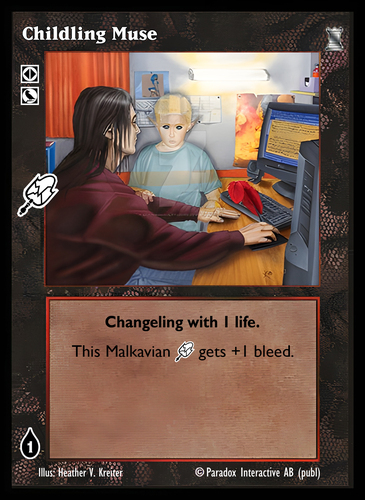 Childling Muse
Changeling with 1 life.
This Malkavian gets +1 bleed.
1
Illus: Heather V. Kreiter
© Paradox Interactive AB (publ)